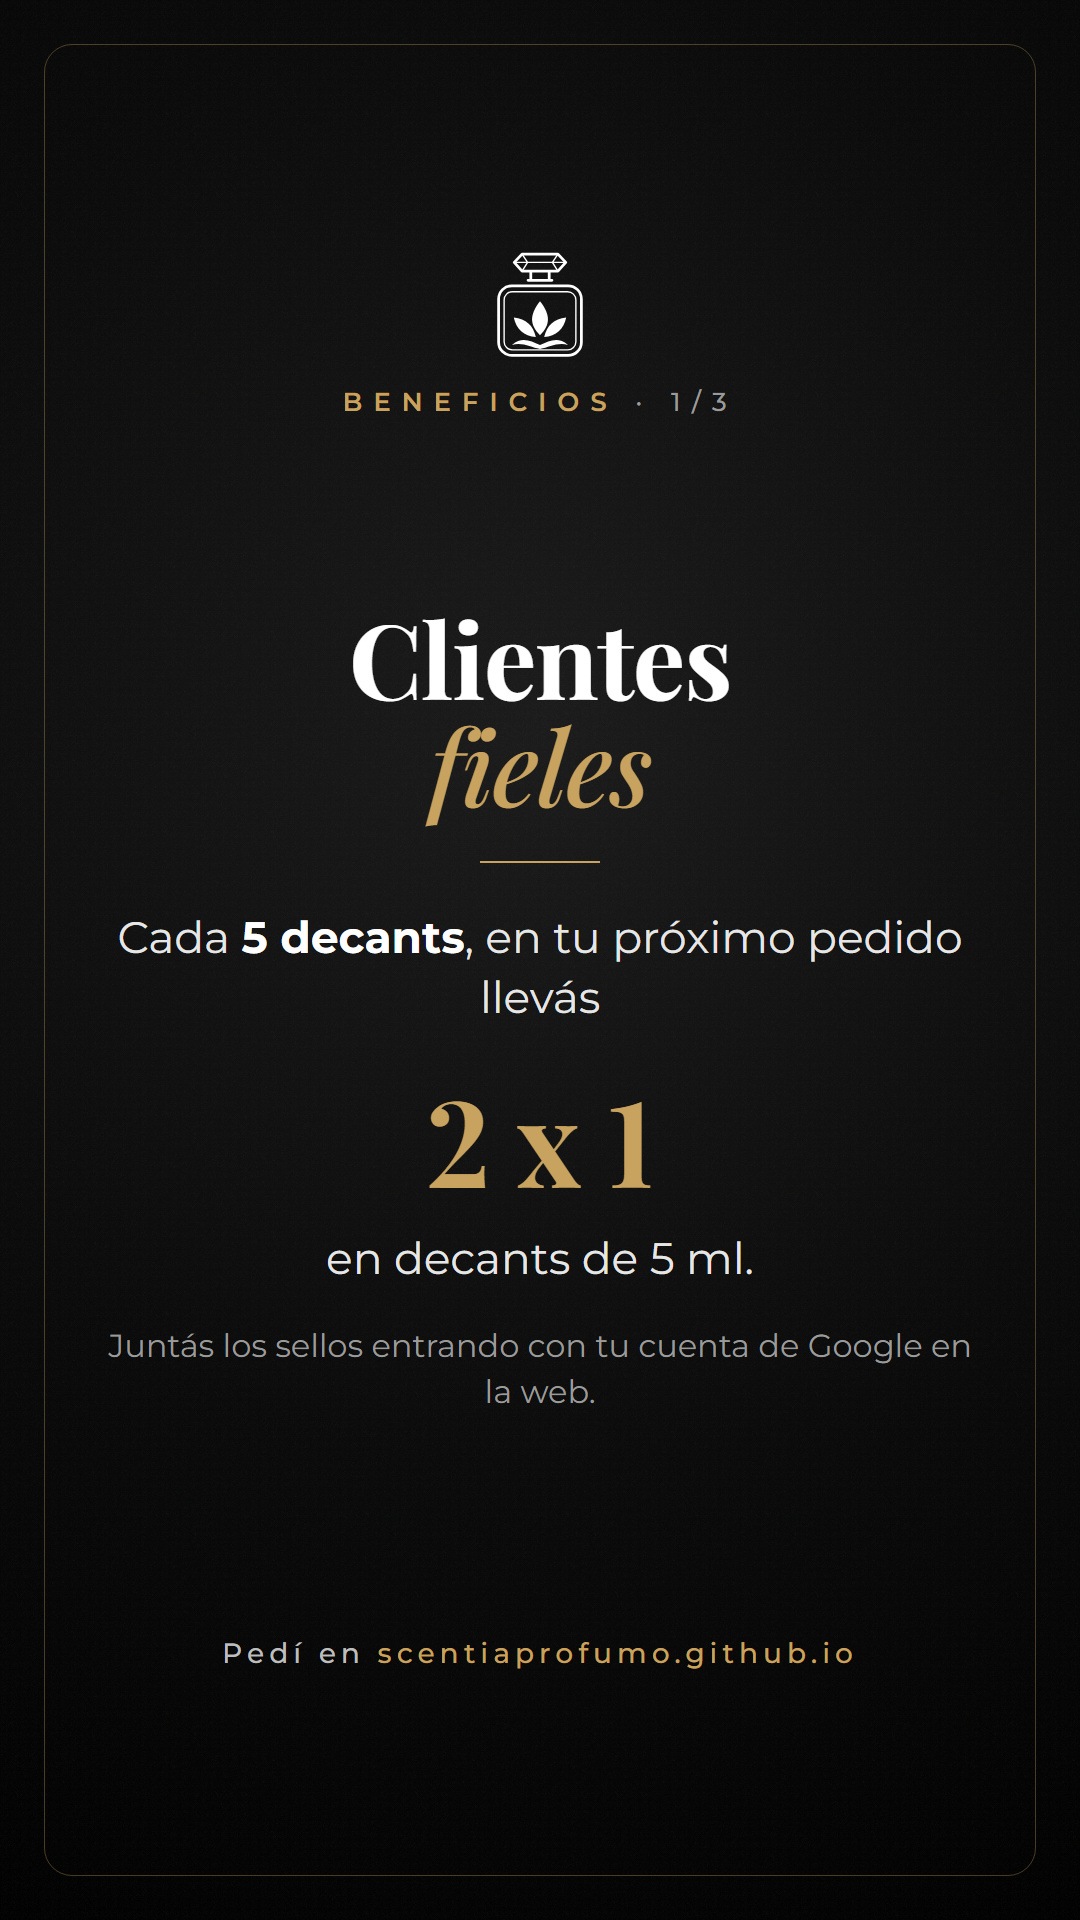 BENEFICIOS · 1/3
Clientes
fieles
Cada 5 decants, en tu próximo pedido
llevás
2 x 1
en decants de 5 ml.
Juntás los sellos entrando con tu cuenta de Google en
la web.
Pedí en scentiaprofumo.github.io